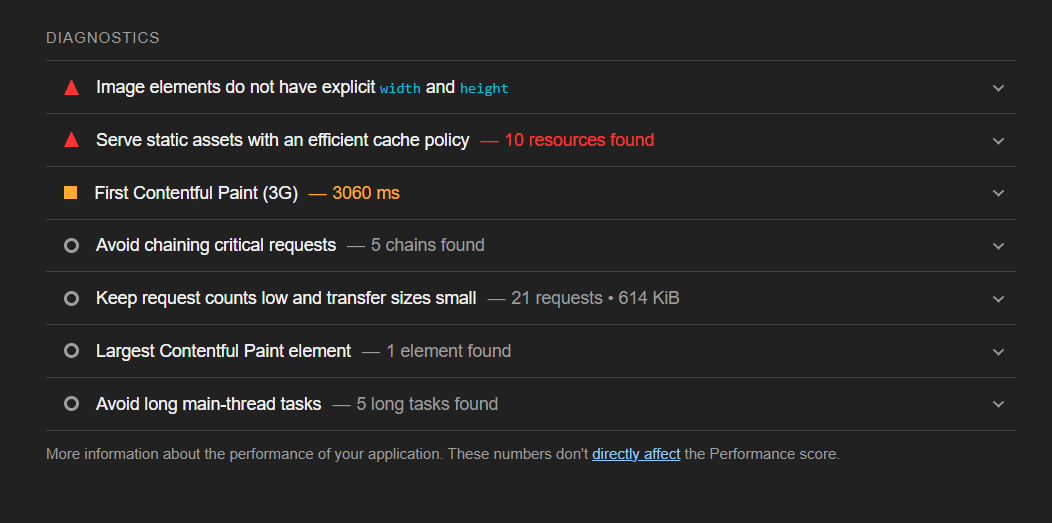 DIAGNOSTICS
Image elements do not have explicit width and height
Serve static assets with an efficient cache policy — 10 resources found
First Contentful Paint (3G) — 3060 ms
Avoid chaining critical requests — 5 chains found
Keep request counts low and transfer sizes small — 21 requests • 614 KiB
Largest Contentful Paint element — 1 element found
Avoid long main-thread tasks — 5 long tasks found
More information about the performance of your application. These numbers don't directly affect the Performance score.